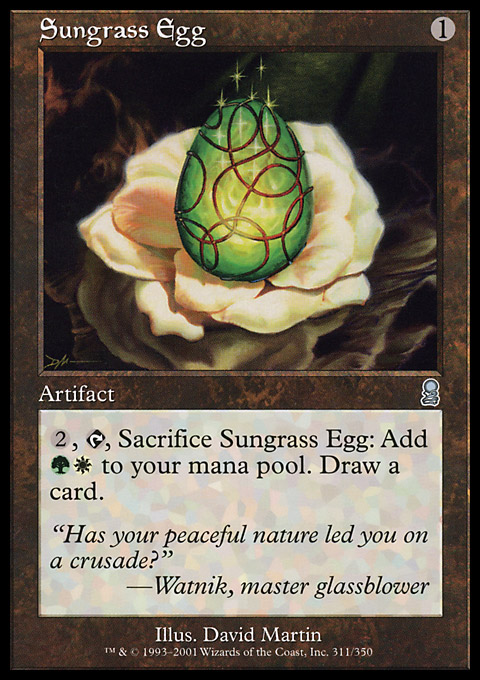 Sungrass Egg 1
Artifact
2, , Sacrifice Sungrass Egg: Add
to your mana pool. Draw a
card.
“Has your peaceful nature led you on
a crusade?”
—Watnik, master glassblower
Illus. David Martin
™ & © 1993–2001 Wizards of the Coast, Inc. 311/350